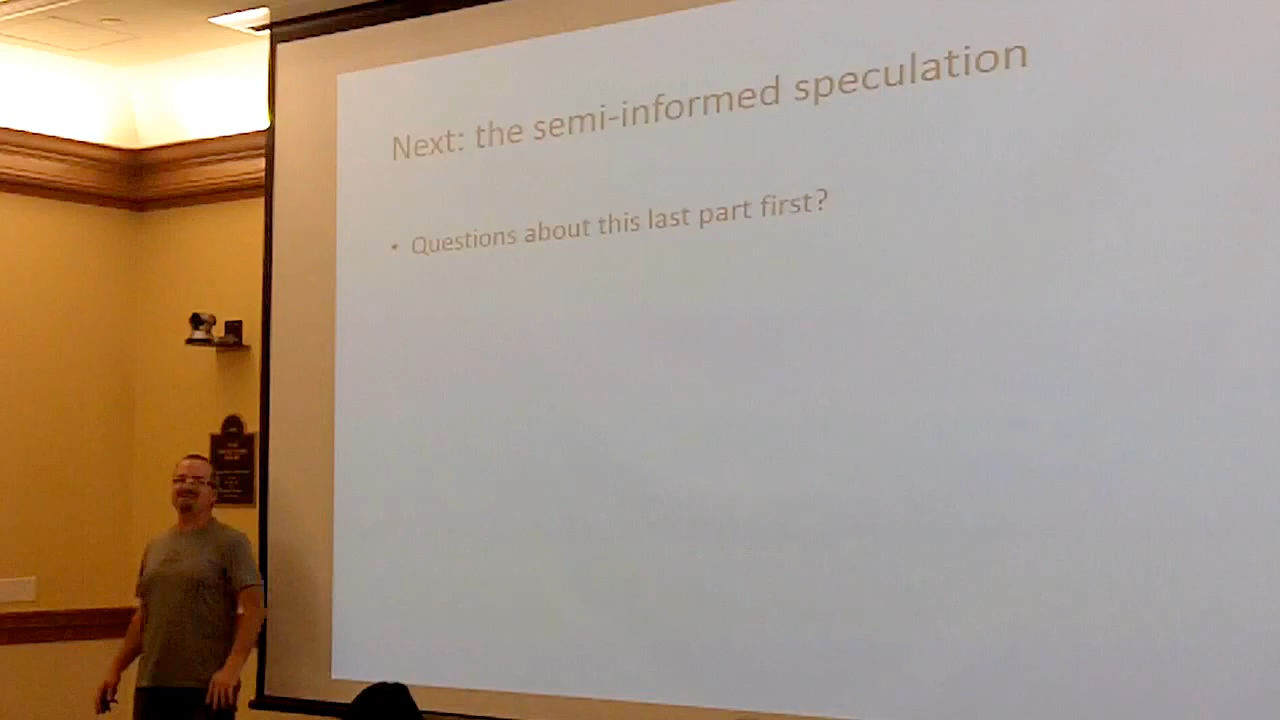 Next: the semi-informed speculation
• Questions about this last part first?